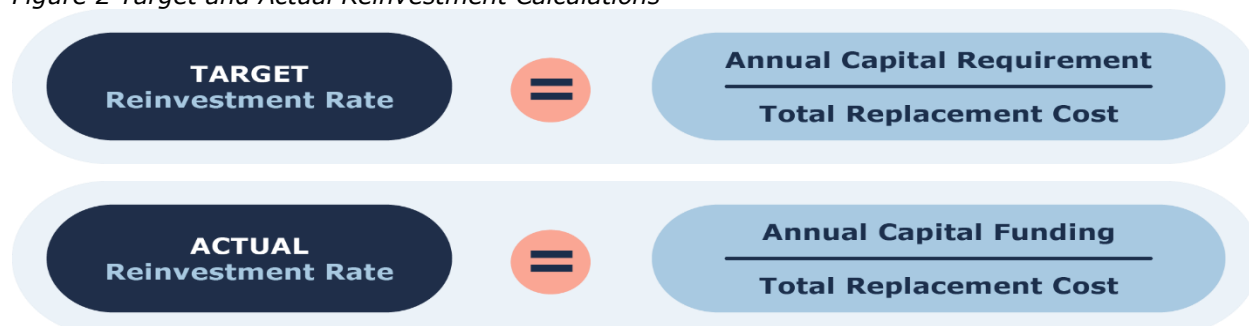 Figure 2 Target and Actual Reinvestment Calculations
TARGET
Reinvestment Rate
=
Annual Capital Requirement
Total Replacement Cost
ACTUAL
Reinvestment Rate
=
Annual Capital Funding
Total Replacement Cost